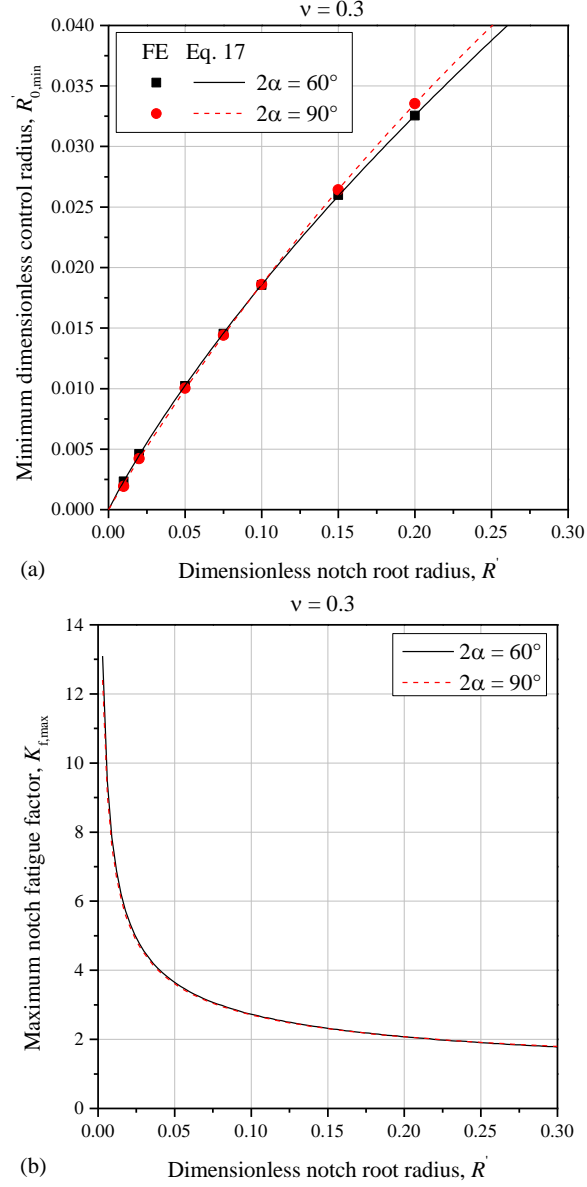 ν = 0.3
0.040
0.035
0.030
0.025
0.020
0.015
0.010
0.005
0.000
Minimum dimensionless control radius, R'0,min
FE Eq. 17
2α = 60°
2α = 90°
0.00 0.05 0.10 0.15 0.20 0.25 0.30
(a)
Dimensionless notch root radius, R'
ν = 0.3
14
12
10
8
6
4
2
0
Maximum notch fatigue factor, Kf,max
2α = 60°
2α = 90°
0.00 0.05 0.10 0.15 0.20 0.25 0.30
(b)
Dimensionless notch root radius, R'